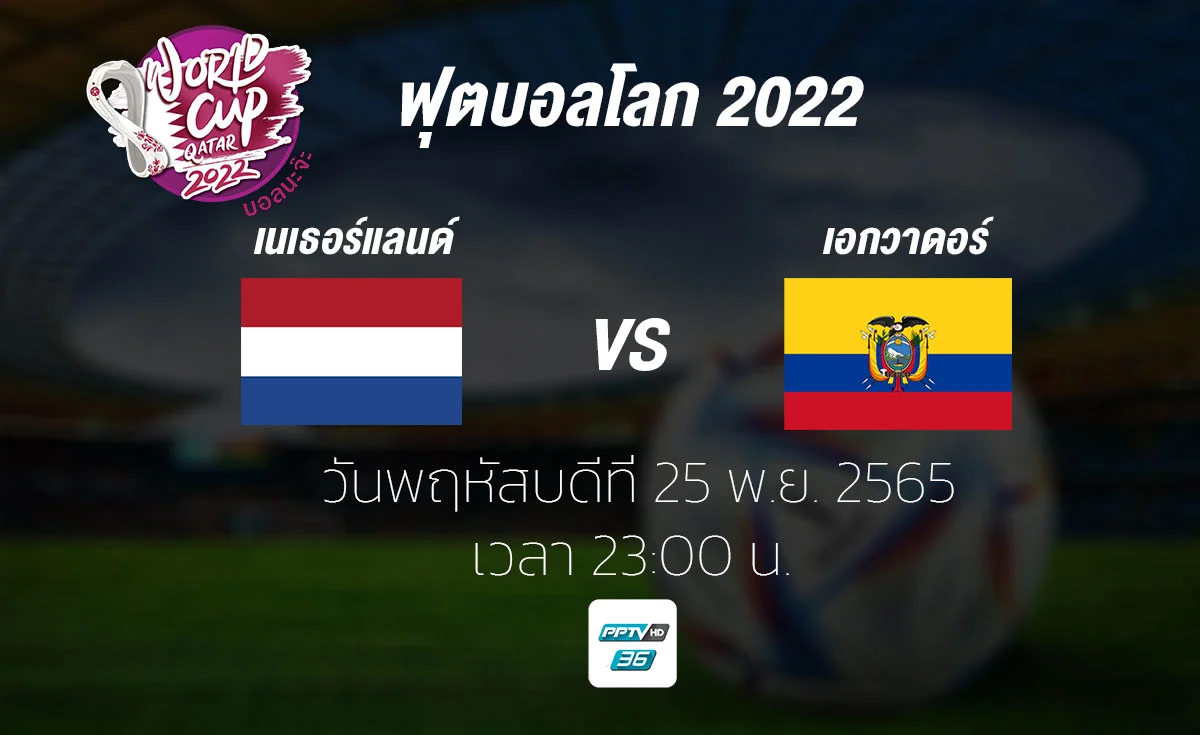 WORLD
CUP
QATAR
2022
บอลนะจ๊ะ
ฟุตบอลโลก 2022
เนเธอร์แลนด์
เอกวาดอร์
VS
วันพฤหัสบดีที่ 25 พ.ย. 2565
เวลา 23:00 น.
PPTV HD
36